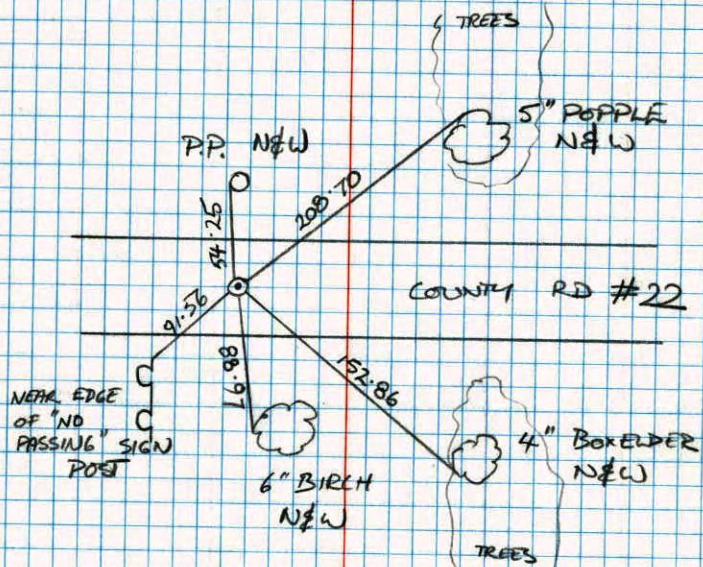 TREES
5" POPPLE
N&W
P.P. N&W
208.70
54.25
COUNTY RD #22
91.56
88.97
152.86
NEAR EDGE
OF "NO
PASSING" SIGN
POST
6" BIRCH
N&W
4" BOXELDER
N&W
TREES